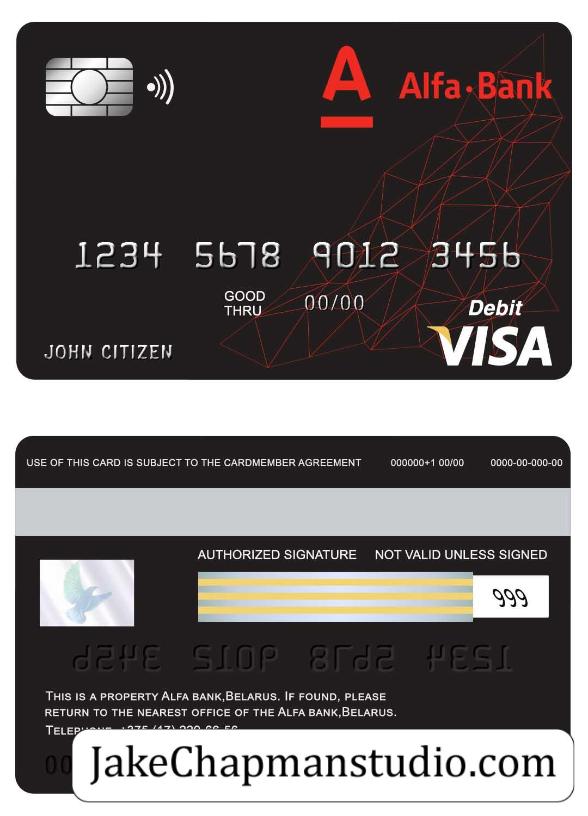 A Alfa·Bank
1234 5678 9012 3456
GOOD
THRU 00/00
Debit
JOHN CITIZEN VISA
USE OF THIS CARD IS SUBJECT TO THE CARDMEMBER AGREEMENT 000000+1 00/00 0000-00-000-00
AUTHORIZED SIGNATURE NOT VALID UNLESS SIGNED
999
THIS IS A PROPERTY ALFA BANK,BELARUS. IF FOUND, PLEASE
RETURN TO THE NEAREST OFFICE OF THE ALFA BANK,BELARUS.
00
JakeChapmanstudio.com